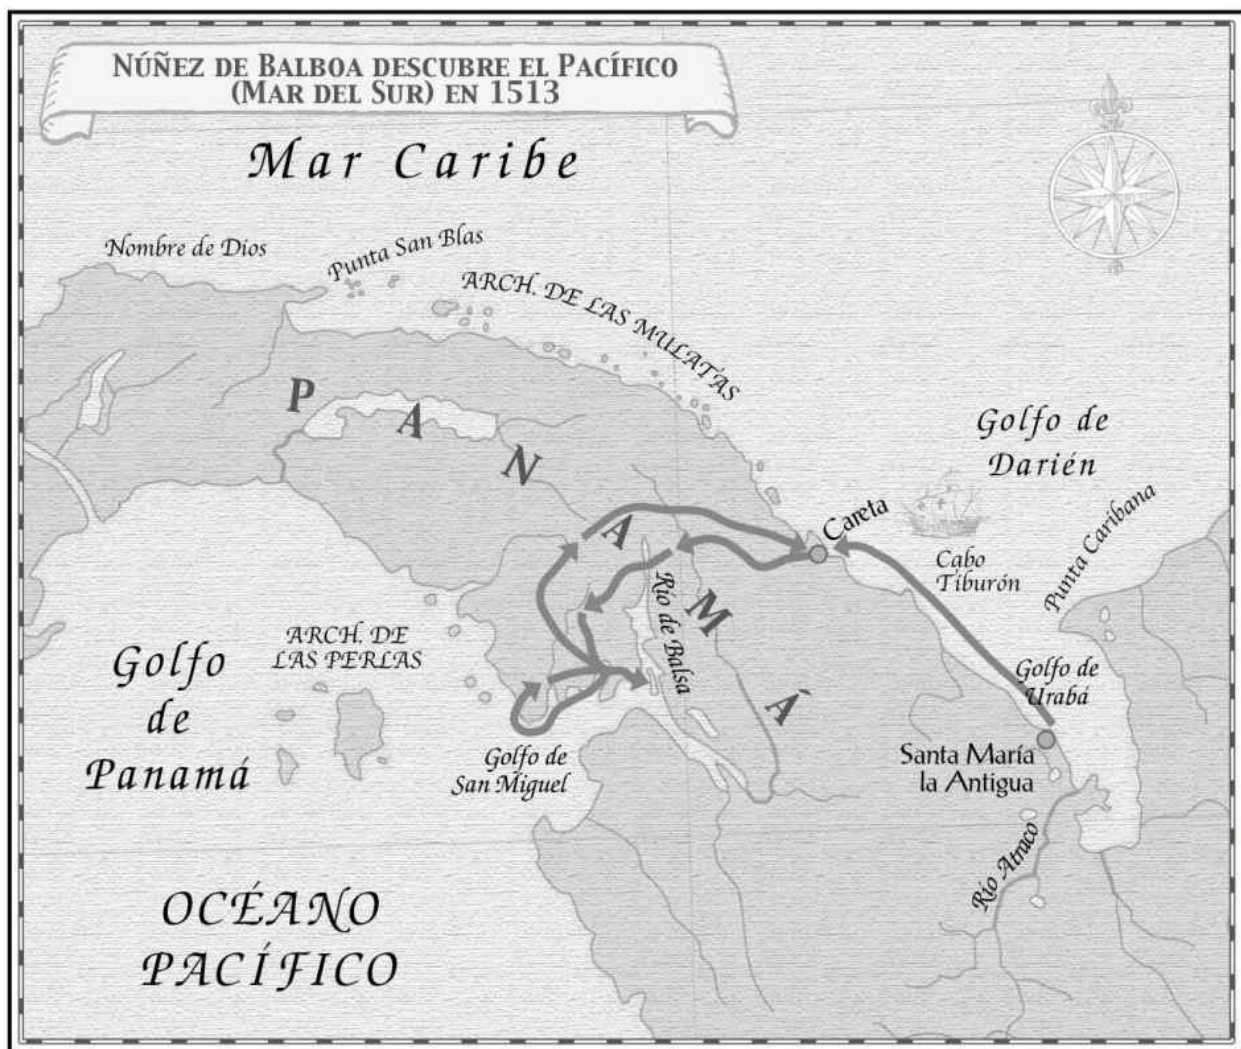 NÚÑEZ DE BALBOA DESCUBRE EL PACÍFICO
(MAR DEL SUR) EN 1513
Mar Caribe
Nombre de Dios
Punta San Blas
ARCH. DE LAS MULATAS
PANAMÁ
Golfo de
Darién
Careta
Cabo
Tiburón
Punta Caribana
Río de Balsa
ARCH. DE
LAS PERLAS
Golfo
de
Panamá
Golfo de
San Miguel
Golfo de
Urabá
Santa María
la Antigua
Río Atraco
OCÉANO
PACÍFICO